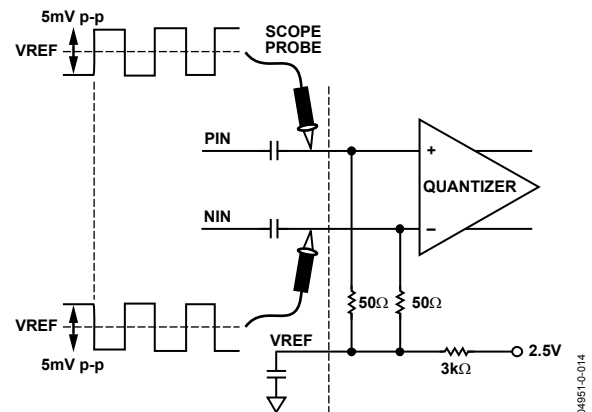 5mV p-p
VREF
SCOPE
PROBE
PIN
+
QUANTIZER
NIN
−
50Ω
50Ω
VREF
5mV p-p
VREF
2.5V
3kΩ
04951-0-014